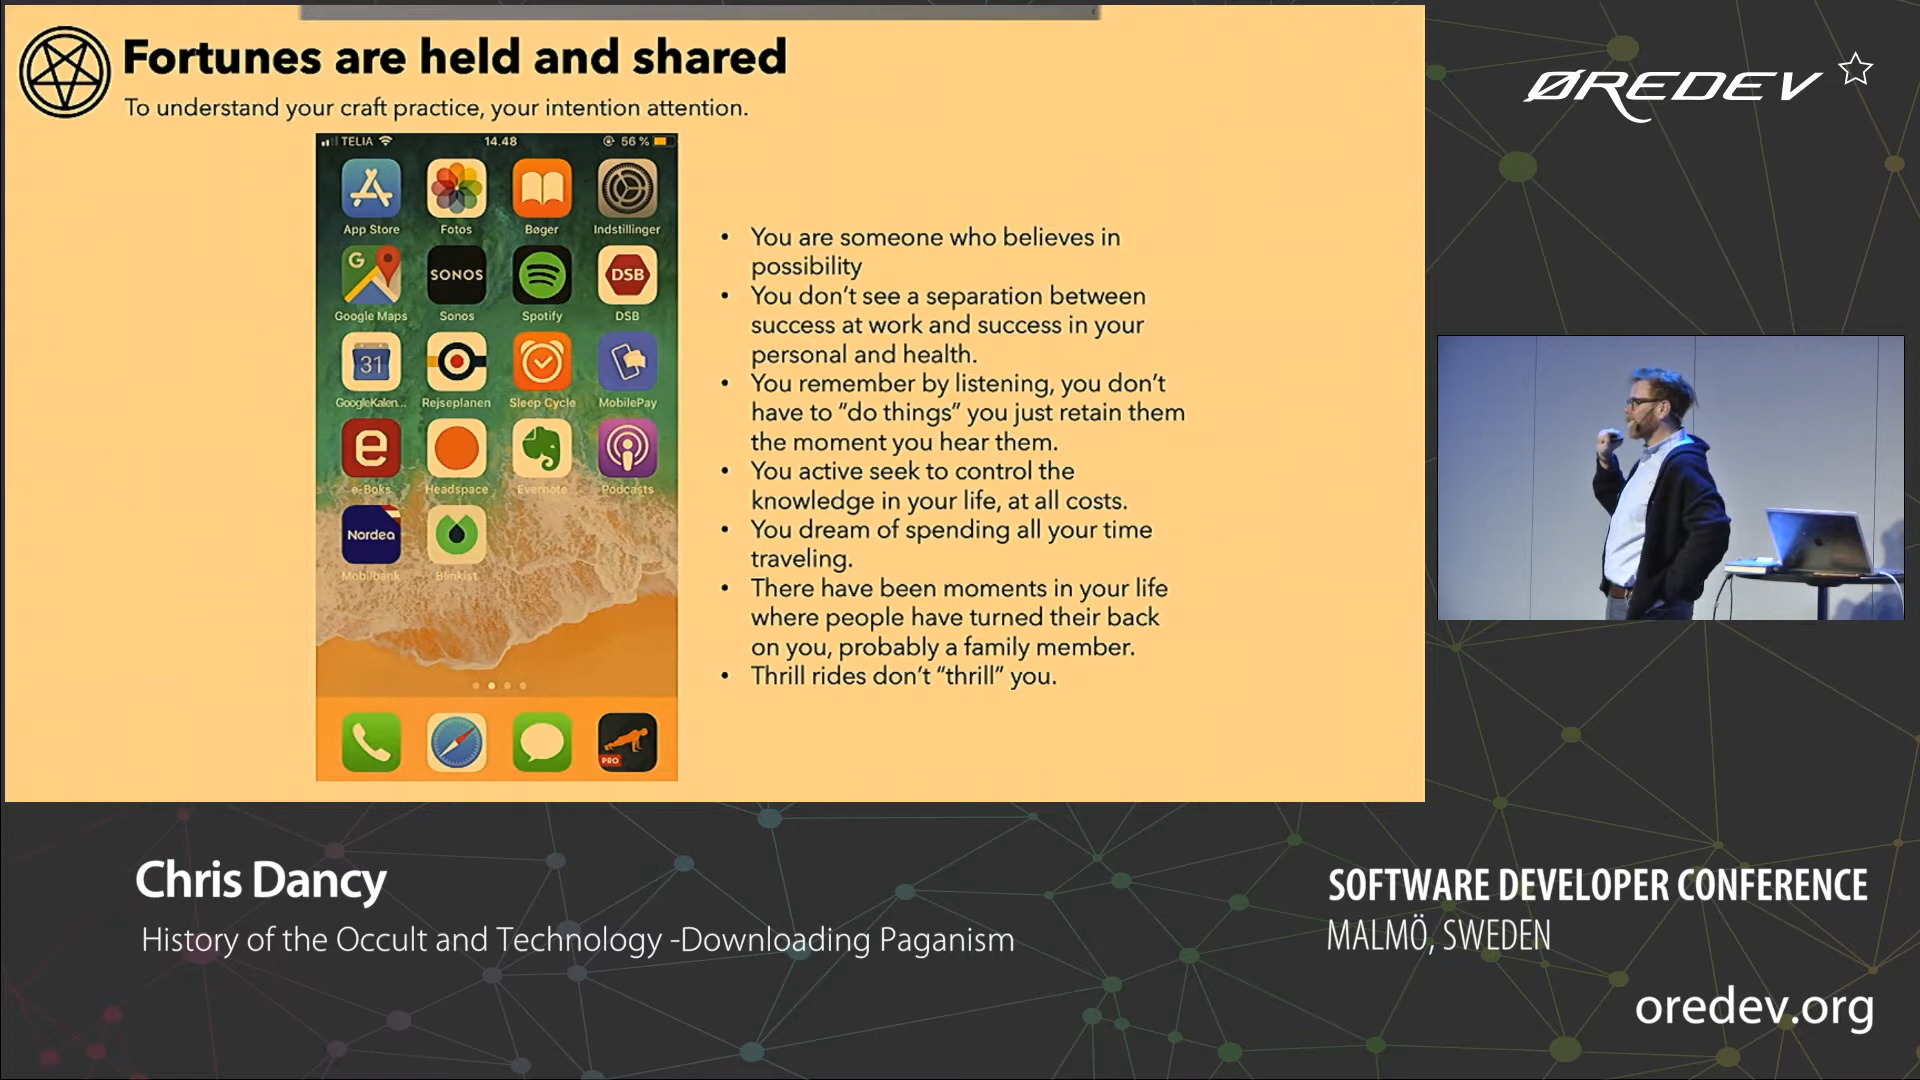 Fortunes are held and shared
To understand your craft practice, your intention attention.
TELIA 14.48 56 %
App Store Fotos Bøger Indstillinger
G SONOS DSB
Google Maps Sonos Spotify DSB
31
GoogleKalen... Rejseplanen Sleep Cycle MobilePay
e
e-Boks Headspace Evernote Podcasts
Nordea
Mobilbank Blinkist
PRO
• You are someone who believes in
possibility
• You don't see a separation between
success at work and success in your
personal and health.
• You remember by listening, you don't
have to “do things” you just retain them
the moment you hear them.
• You active seek to control the
knowledge in your life, at all costs.
• You dream of spending all your time
traveling.
• There have been moments in your life
where people have turned their back
on you, probably a family member.
• Thrill rides don't “thrill” you.
ØREDEV
Chris Dancy
History of the Occult and Technology -Downloading Paganism
SOFTWARE DEVELOPER CONFERENCE
MALMÖ, SWEDEN
oredev.org